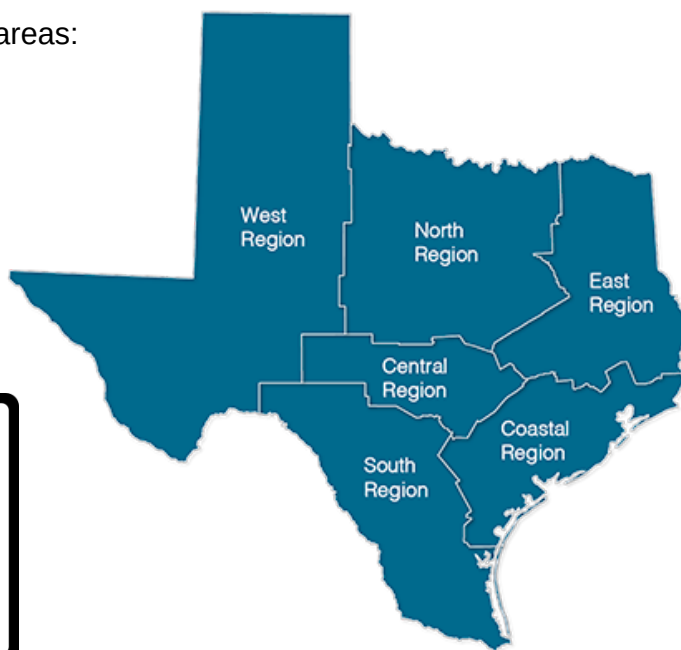 areas:
West
Region
North
Region
East
Region
Central
Region
Coastal
Region
South
Region